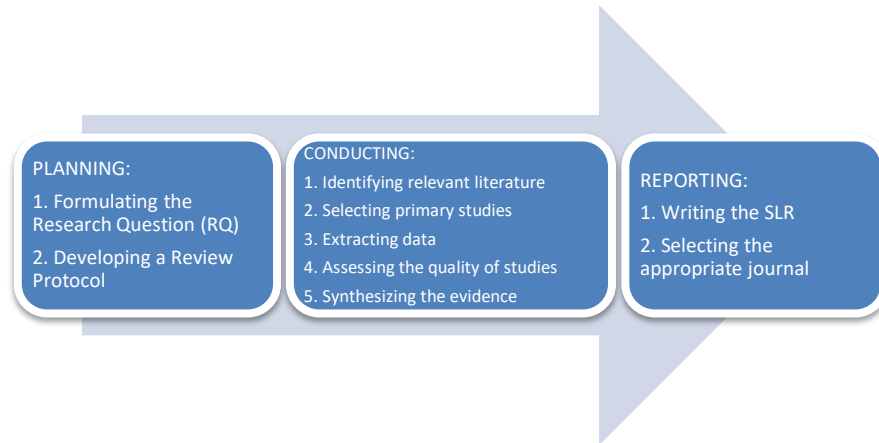 PLANNING:
1. Formulating the
Research Question (RQ)
2. Developing a Review
Protocol
CONDUCTING:
1. Identifying relevant literature
2. Selecting primary studies
3. Extracting data
4. Assessing the quality of studies
5. Synthesizing the evidence
REPORTING:
1. Writing the SLR
2. Selecting the
appropriate journal